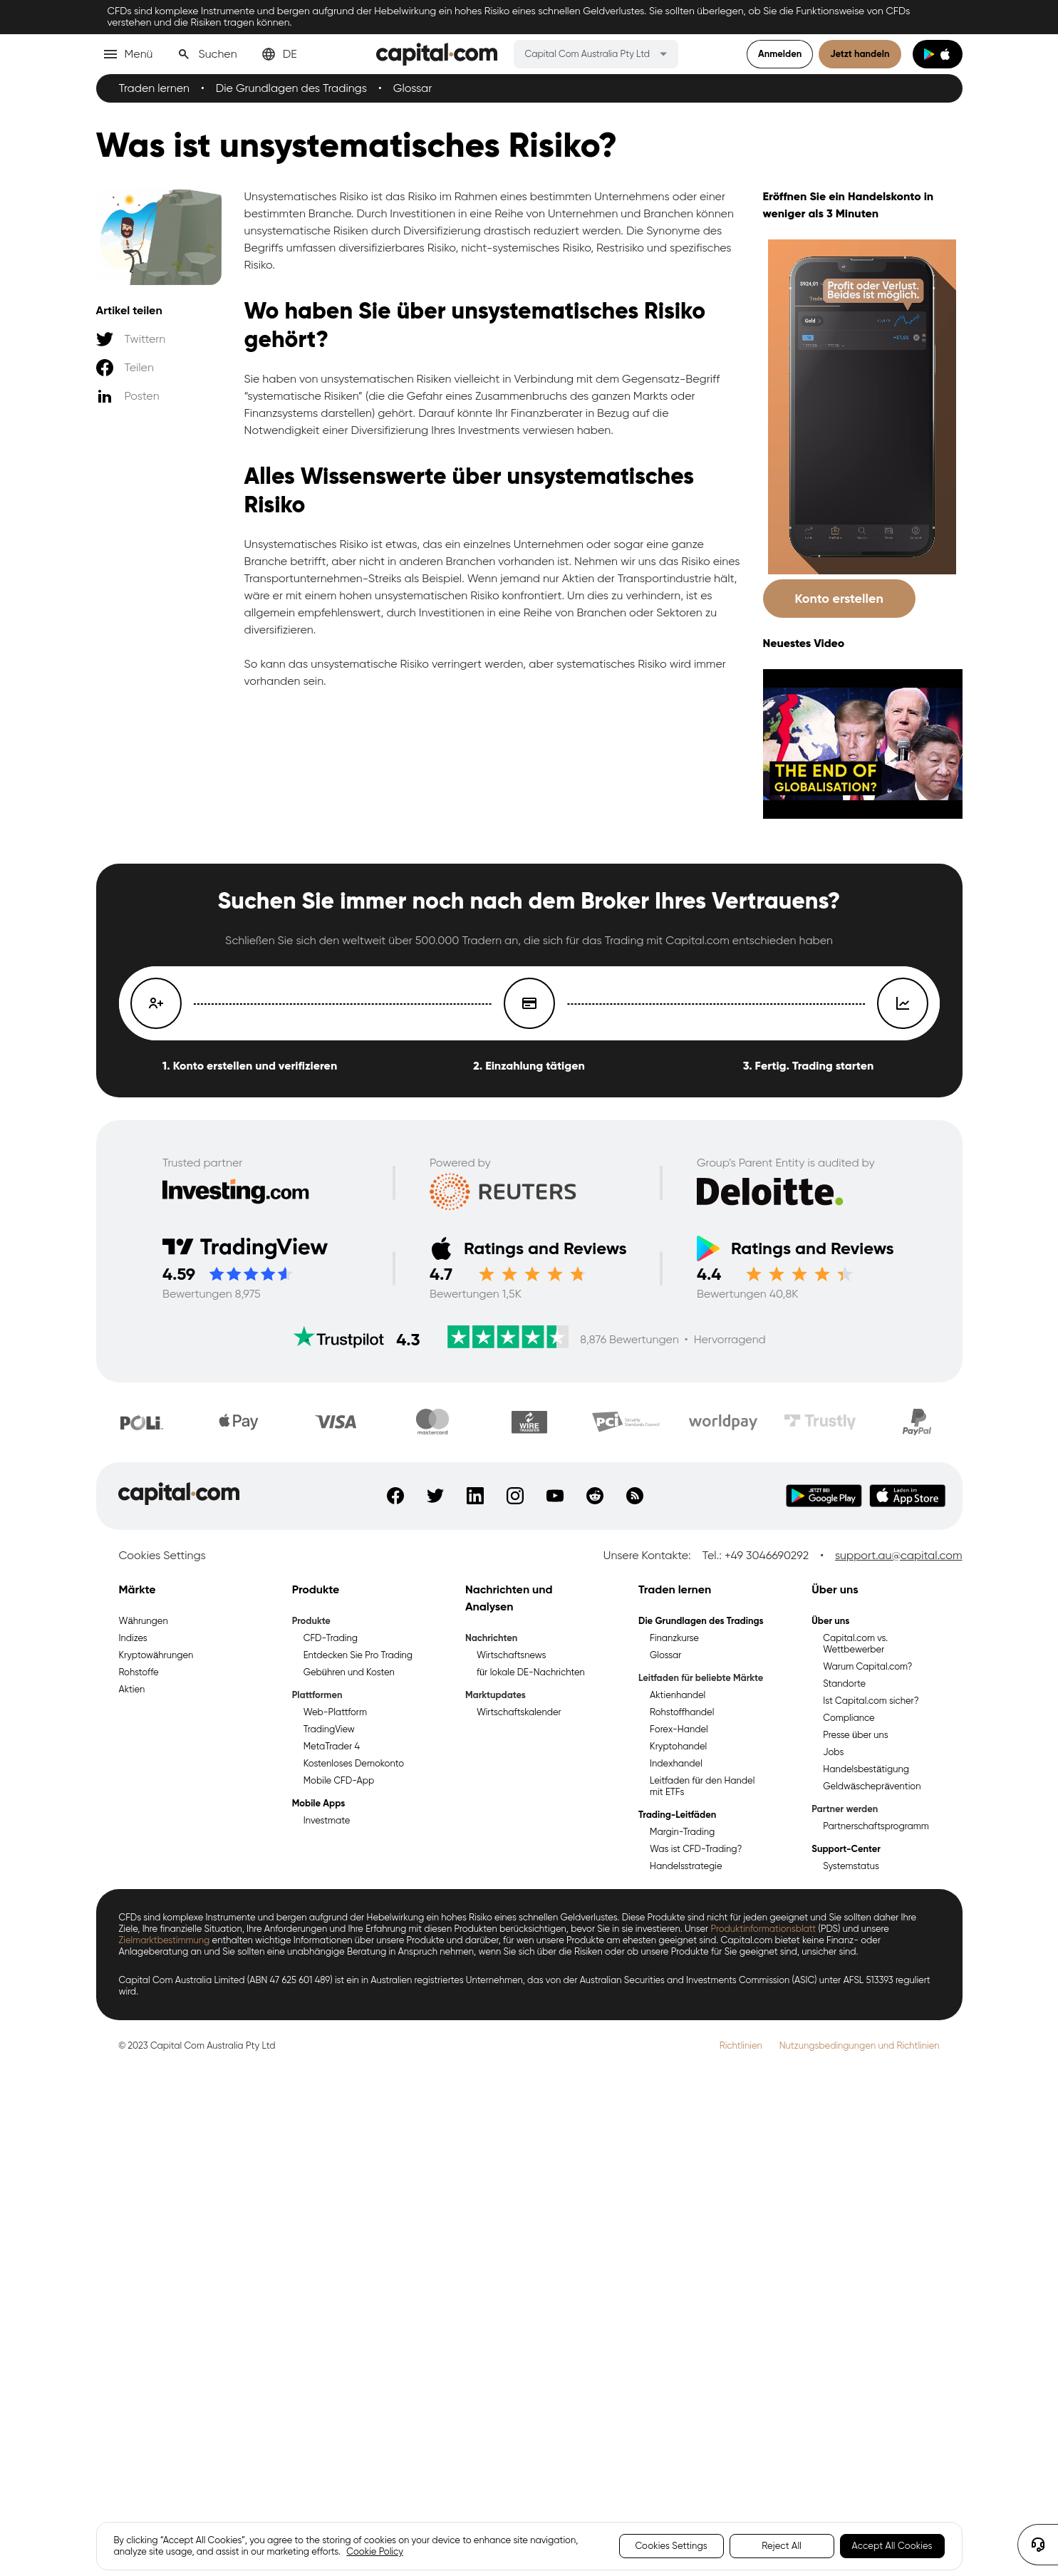 CFDs sind komplexe Instrumente und bergen aufgrund der Hebelwirkung ein hohes Risiko eines schnellen Geldverlustes. Sie sollten überlegen, ob Sie die Funktionsweise von CFDs
verstehen und die Risiken tragen können.
Menü Suchen DE capital.com Capital Com Australia Pty Ltd Anmelden Jetzt handeln
Traden lernen • Die Grundlagen des Tradings • Glossar
Was ist unsystematisches Risiko?
Artikel teilen
Twittern
Teilen
Posten
Unsystematisches Risiko ist das Risiko im Rahmen eines bestimmten Unternehmens oder einer
bestimmten Branche. Durch Investitionen in eine Reihe von Unternehmen und Branchen können
unsystematische Risiken durch Diversifizierung drastisch reduziert werden. Die Synonyme des
Begriffs umfassen diversifizierbares Risiko, nicht-systemisches Risiko, Restrisiko und spezifisches
Risiko.
Wo haben Sie über unsystematisches Risiko
gehört?
Sie haben von unsystematischen Risiken vielleicht in Verbindung mit dem Gegensatz-Begriff
"systematische Risiken" (die die Gefahr eines Zusammenbruchs des ganzen Markts oder
Finanzsystems darstellen) gehört. Darauf könnte Ihr Finanzberater in Bezug auf die
Notwendigkeit einer Diversifizierung Ihres Investments verwiesen haben.
Alles Wissenswerte über unsystematisches
Risiko
Unsystematisches Risiko ist etwas, das ein einzelnes Unternehmen oder sogar eine ganze
Branche betrifft, aber nicht in anderen Branchen vorhanden ist. Nehmen wir uns das Risiko eines
Transportunternehmen-Streiks als Beispiel. Wenn jemand nur Aktien der Transportindustrie hält,
wäre er mit einem hohen unsystematischen Risiko konfrontiert. Um dies zu verhindern, ist es
allgemein empfehlenswert, durch Investitionen in eine Reihe von Branchen oder Sektoren zu
diversifizieren.
So kann das unsystematische Risiko verringert werden, aber systematisches Risiko wird immer
vorhanden sein.
Eröffnen Sie ein Handelskonto in
weniger als 3 Minuten
Profit oder Verlust.
Beides ist möglich.
Gold
Konto erstellen
Neuestes Video
THE END OF
GLOBALISATION?
Suchen Sie immer noch nach dem Broker Ihres Vertrauens?
Schließen Sie sich den weltweit über 500.000 Tradern an, die sich für das Trading mit Capital.com entschieden haben
1. Konto erstellen und verifizieren 2. Einzahlung tätigen 3. Fertig. Trading starten
Trusted partner Powered by Group's Parent Entity is audited by
Investing.com REUTERS Deloitte.
TradingView Ratings and Reviews Ratings and Reviews
4.59 4.7 4.4
Bewertungen 8,975 Bewertungen 1,5K Bewertungen 40,8K
Trustpilot 4.3 8,876 Bewertungen • Hervorragend
POLi Pay VISA mastercard WIRE TRANSFER PCI Security Standards Council worldpay Trustly PayPal
capital.com JETZT BEI Google Play Laden im App Store
Cookies Settings Unsere Kontakte: Tel.: +49 3046690292 • support.au@capital.com
Märkte
Währungen
Indizes
Kryptowährungen
Rohstoffe
Aktien
Produkte
Produkte
CFD-Trading
Entdecken Sie Pro Trading
Gebühren und Kosten
Plattformen
Web-Plattform
TradingView
MetaTrader 4
Kostenloses Demokonto
Mobile CFD-App
Mobile Apps
Investmate
Nachrichten und
Analysen
Nachrichten
Wirtschaftsnews
für lokale DE-Nachrichten
Marktupdates
Wirtschaftskalender
Traden lernen
Die Grundlagen des Tradings
Finanzkurse
Glossar
Leitfaden für beliebte Märkte
Aktienhandel
Rohstoffhandel
Forex-Handel
Kryptohandel
Indexhandel
Leitfaden für den Handel
mit ETFs
Trading-Leitfäden
Margin-Trading
Was ist CFD-Trading?
Handelsstrategie
Über uns
Über uns
Capital.com vs.
Wettbewerber
Warum Capital.com?
Standorte
Ist Capital.com sicher?
Compliance
Presse über uns
Jobs
Handelsbestätigung
Geldwäscheprävention
Partner werden
Partnerschaftsprogramm
Support-Center
Systemstatus
CFDs sind komplexe Instrumente und bergen aufgrund der Hebelwirkung ein hohes Risiko eines schnellen Geldverlustes. Diese Produkte sind nicht für jeden geeignet und Sie sollten daher Ihre
Ziele, Ihre finanzielle Situation, Ihre Anforderungen und Ihre Erfahrung mit diesen Produkten berücksichtigen, bevor Sie in sie investieren. Unser Produktinformationsblatt (PDS) und unsere
Zielmarktbestimmung enthalten wichtige Informationen über unsere Produkte und darüber, für wen unsere Produkte am ehesten geeignet sind. Capital.com bietet keine Finanz- oder
Anlageberatung an und Sie sollten eine unabhängige Beratung in Anspruch nehmen, wenn Sie sich über die Risiken oder ob unsere Produkte für Sie geeignet sind, unsicher sind.
Capital Com Australia Limited (ABN 47 625 601 489) ist ein in Australien registriertes Unternehmen, das von der Australian Securities and Investments Commission (ASIC) unter AFSL 513393 reguliert
wird.
© 2023 Capital Com Australia Pty Ltd Richtlinien Nutzungsbedingungen und Richtlinien
By clicking "Accept All Cookies", you agree to the storing of cookies on your device to enhance site navigation,
analyze site usage, and assist in our marketing efforts. Cookie Policy
Cookies Settings Reject All Accept All Cookies